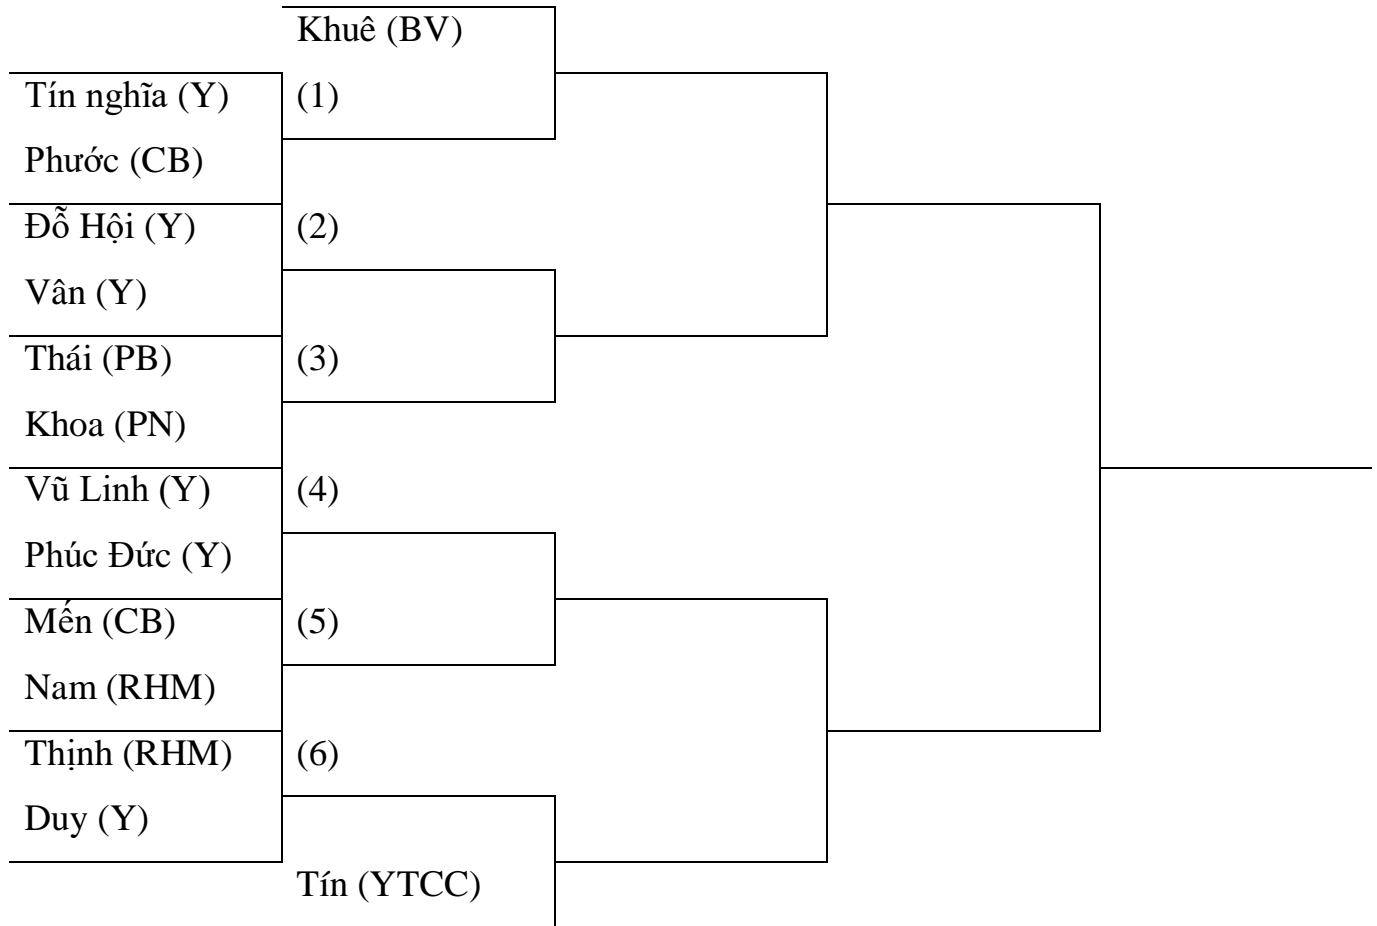 Khuê (BV)
Tín nghĩa (Y) (1)
Phước (CB)
Đỗ Hội (Y) (2)
Vân (Y)
Thái (PB) (3)
Khoa (PN)
Vũ Linh (Y) (4)
Phúc Đức (Y)
Mến (CB) (5)
Nam (RHM)
Thịnh (RHM) (6)
Duy (Y)
Tín (YTCC)